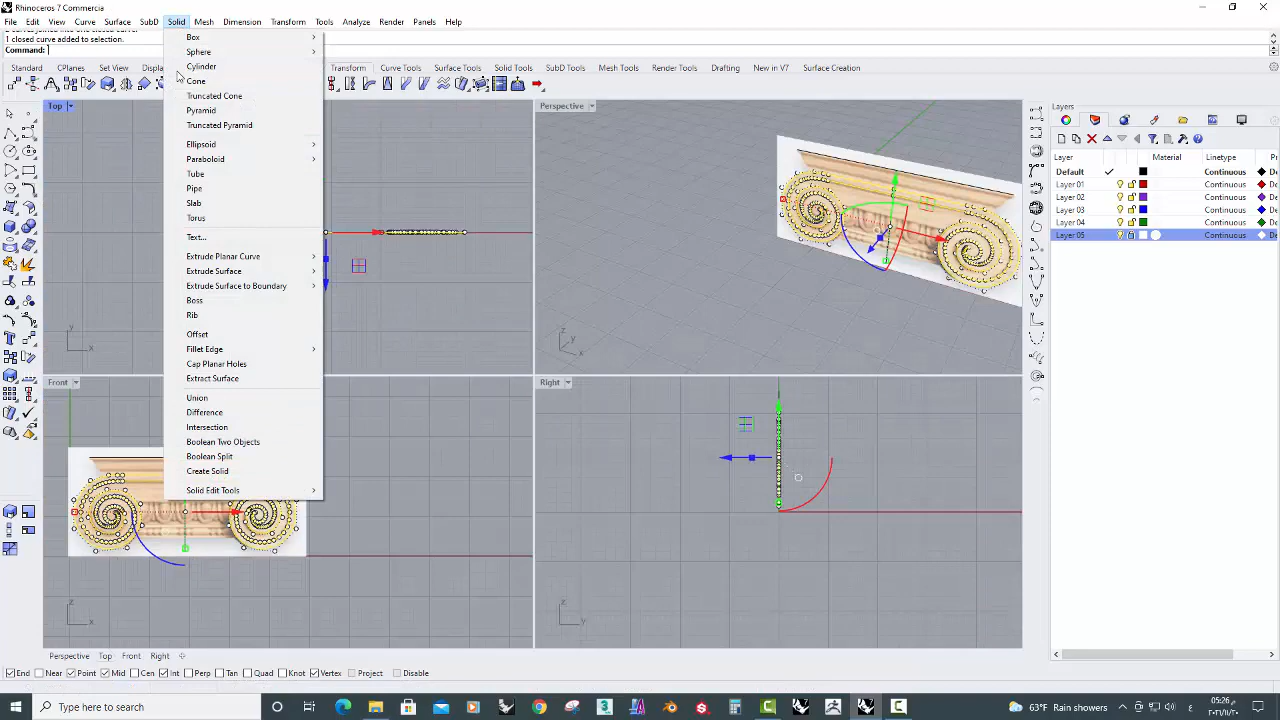 Rhinoceros 7 Commercial
File Edit View Curve Surface SubD Solid Mesh Dimension Transform Tools Analyze Render Panels Help
1 closed curve added to selection.
Command:
Standard CPlanes Set View Transform Curve Tools Surface Tools Solid Tools SubD Tools Mesh Tools Render Tools Drafting New in V7 Surface Creation
Box
Sphere
Cylinder
Cone
Truncated Cone
Pyramid
Truncated Pyramid
Ellipsoid
Paraboloid
Tube
Pipe
Slab
Torus
Text...
Extrude Planar Curve
Extrude Surface
Extrude Surface to Boundary
Boss
Rib
Offset
Fillet Edge
Cap Planar Holes
Extract Surface
Union
Difference
Intersection
Boolean Two Objects
Boolean Split
Create Solid
Solid Edit Tools
Top
y
x
Perspective
z
y
x
Front
z
x
Right
z
y
Layers
Layer Material Linetype
Default Continuous
Layer 01 Continuous
Layer 02 Continuous
Layer 03 Continuous
Layer 04 Continuous
Layer 05 Continuous
Perspective Top Front Right
End Near Point Mid Cen Int Perp Tan Quad Knot Vertex Project Disable
Type here to search
63°F Rain showers
05:26